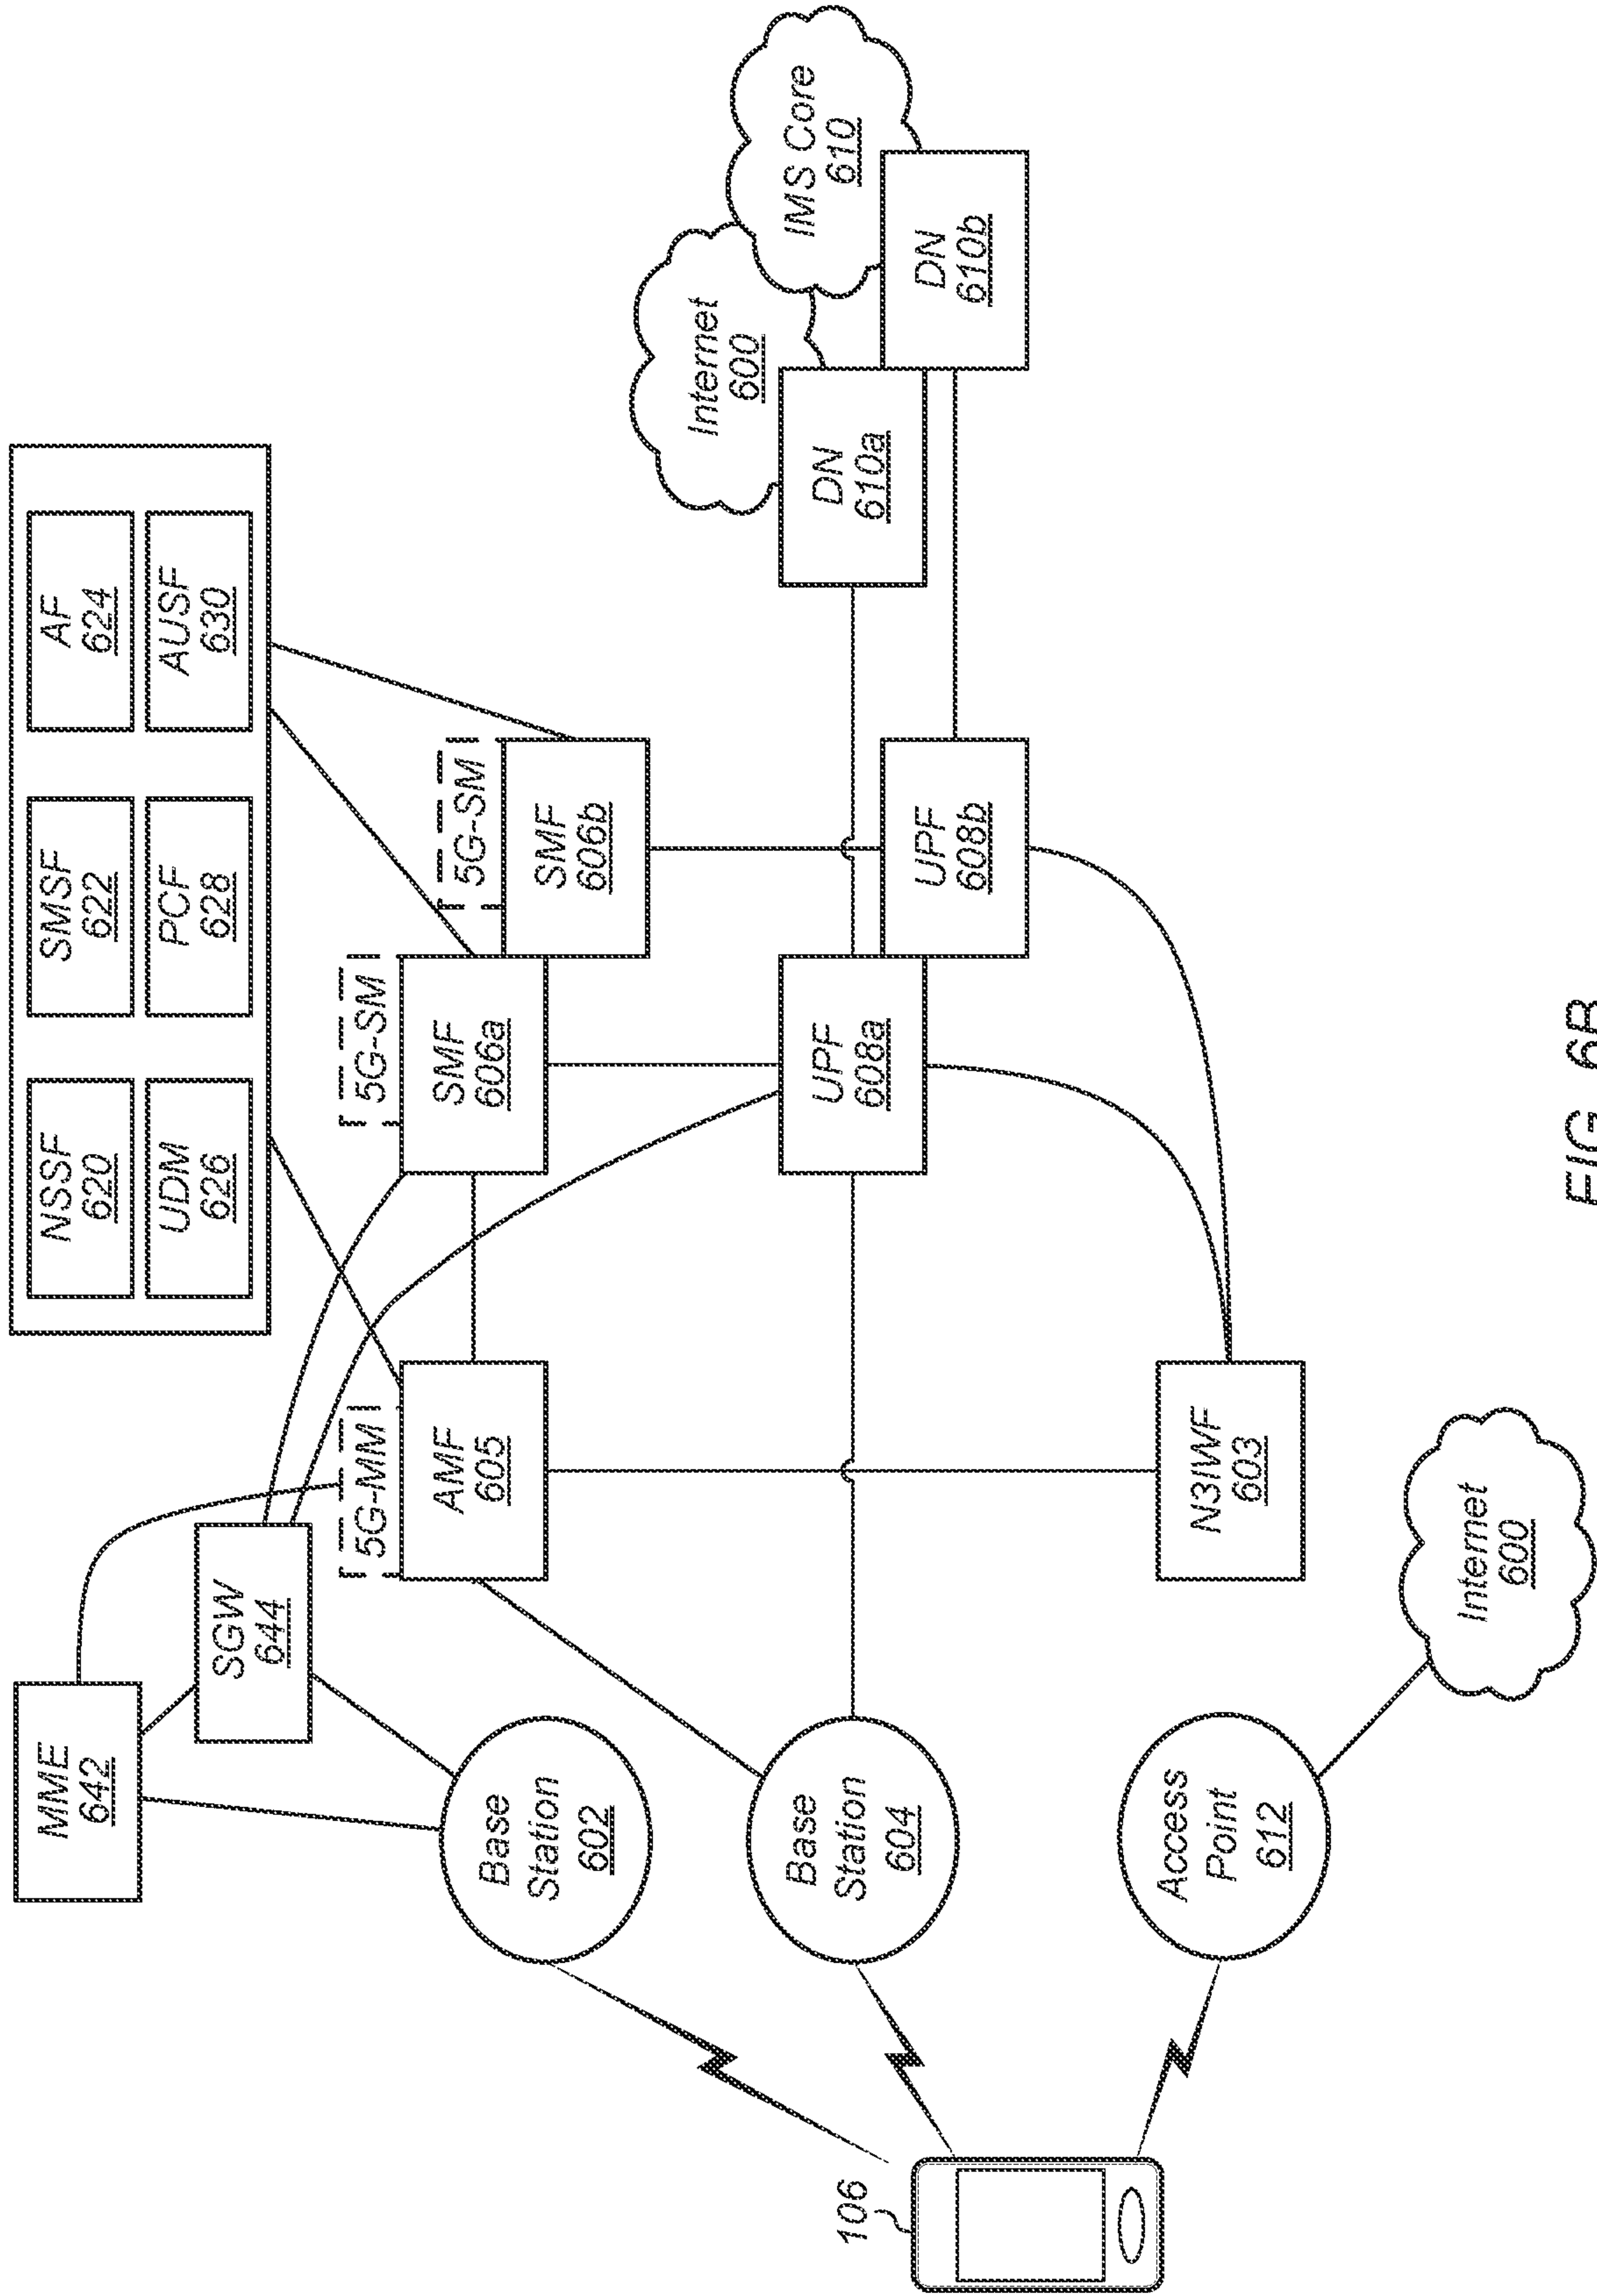 MME
642
SGW
644
NSSF
620
SMSF
622
AF
624
UDM
626
PCF
628
AUSF
630
5G-MM
AMF
605
5G-SM
SMF
606a
5G-SM
SMF
606b
Base
Station
602
Base
Station
604
UPF
608a
UPF
608b
DN
610a
DN
610b
Internet
600
IMS Core
610
106
Access
Point
612
N3IWF
603
Internet
600
FIG. 6B